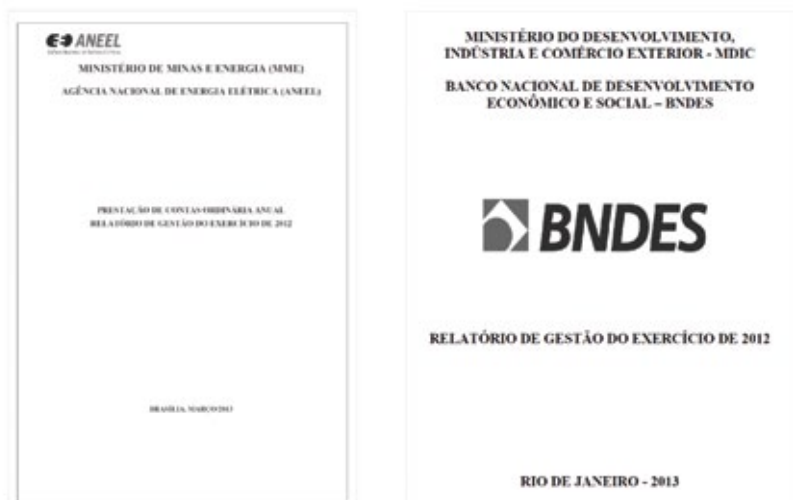 ANEEL
MINISTÉRIO DE MINAS E ENERGIA (MME)
AGÊNCIA NACIONAL DE ENERGIA ELÉTRICA (ANEEL)
PRESTAÇÃO DE CONTAS ORDINÁRIA ANUAL
RELATÓRIO DE GESTÃO DO EXERCÍCIO DE 2012
BRASÍLIA, MARÇO/2013
MINISTÉRIO DO DESENVOLVIMENTO,
INDÚSTRIA E COMÉRCIO EXTERIOR - MDIC
BANCO NACIONAL DE DESENVOLVIMENTO
ECONÔMICO E SOCIAL – BNDES
BNDES
RELATÓRIO DE GESTÃO DO EXERCÍCIO DE 2012
RIO DE JANEIRO - 2013